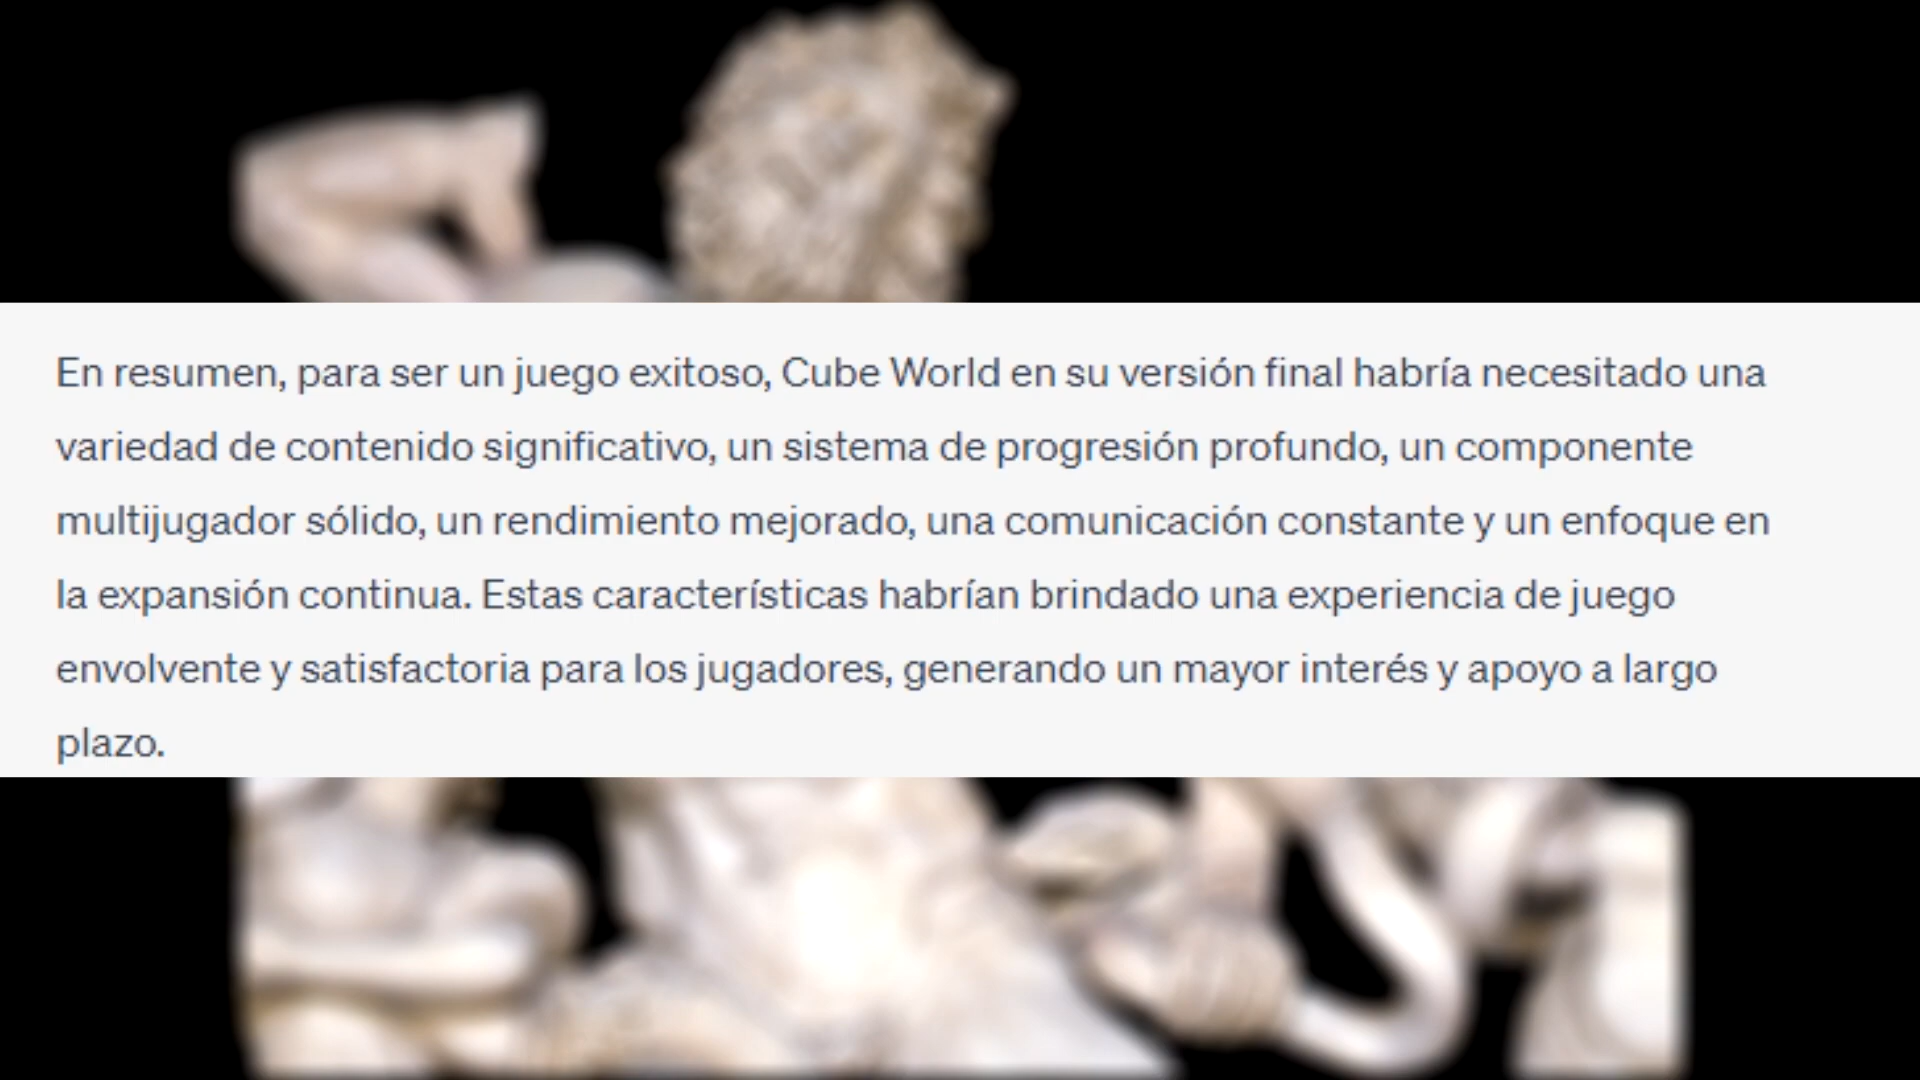 En resumen, para ser un juego exitoso, Cube World en su versión final habría necesitado una
variedad de contenido significativo, un sistema de progresión profundo, un componente
multijugador sólido, un rendimiento mejorado, una comunicación constante y un enfoque en
la expansión continua. Estas características habrían brindado una experiencia de juego
envolvente y satisfactoria para los jugadores, generando un mayor interés y apoyo a largo
plazo.